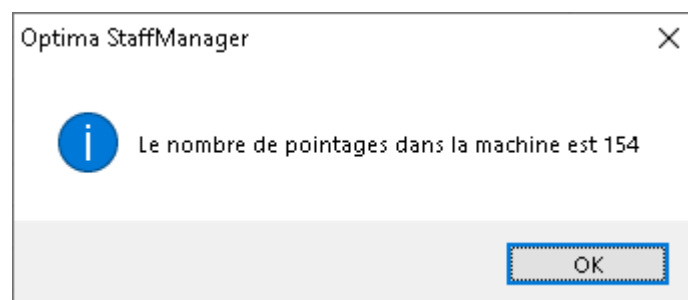 Optima StaffManager
Le nombre de pointages dans la machine est 154
OK